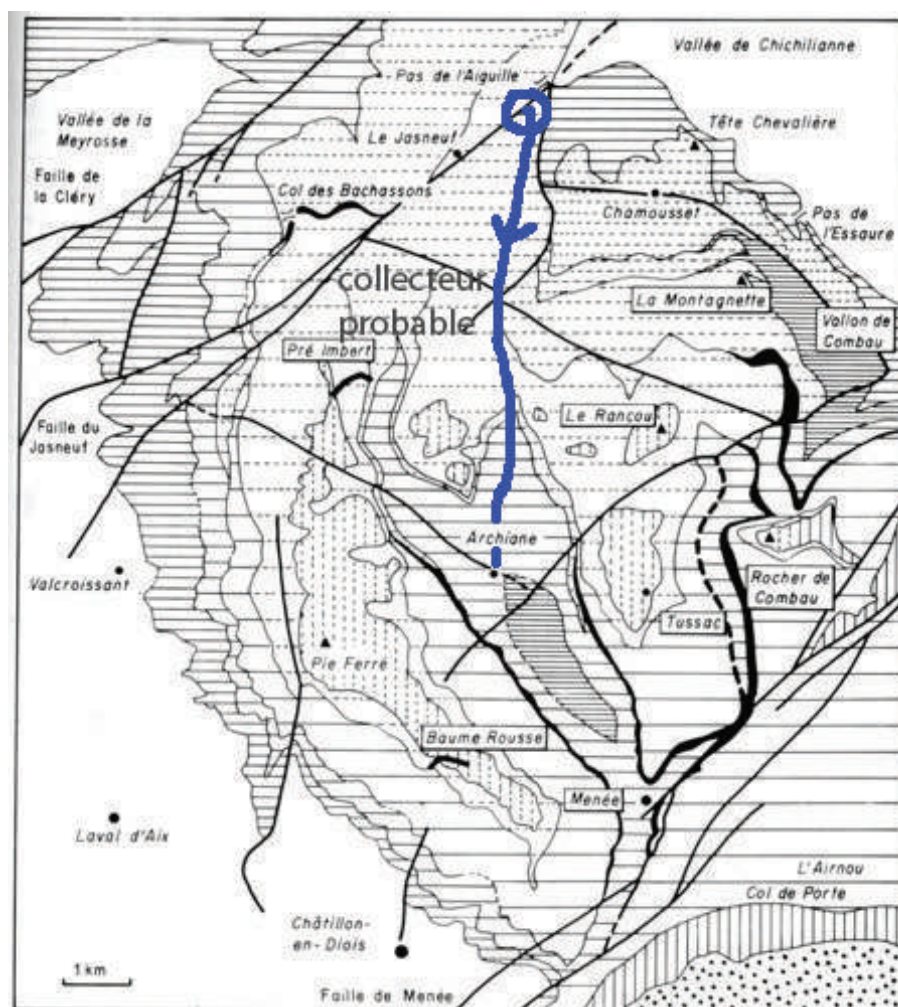 Vallée de Chichilianne
Pas de l'Aiguille
Vallée de la
Meyrosse
Tête Chevalière
Le Jasneuf
Faille de
la Cléry
Col des Bachassons
Chamousset
Pas de
l'Essaure
collecteur
probable
La Montagnette
Vallon de
Combau
Pré Imbert
Le Rancou
Faille du
Jasneuf
Archiane
Valcroissant
Rocher de
Combau
Tussac
Pie Ferré
Baume Rousse
Menée
Laval d'Aix
L'Airnou
Col de Porte
Châtillon-
en-Diois
1 km
Faille de Menée